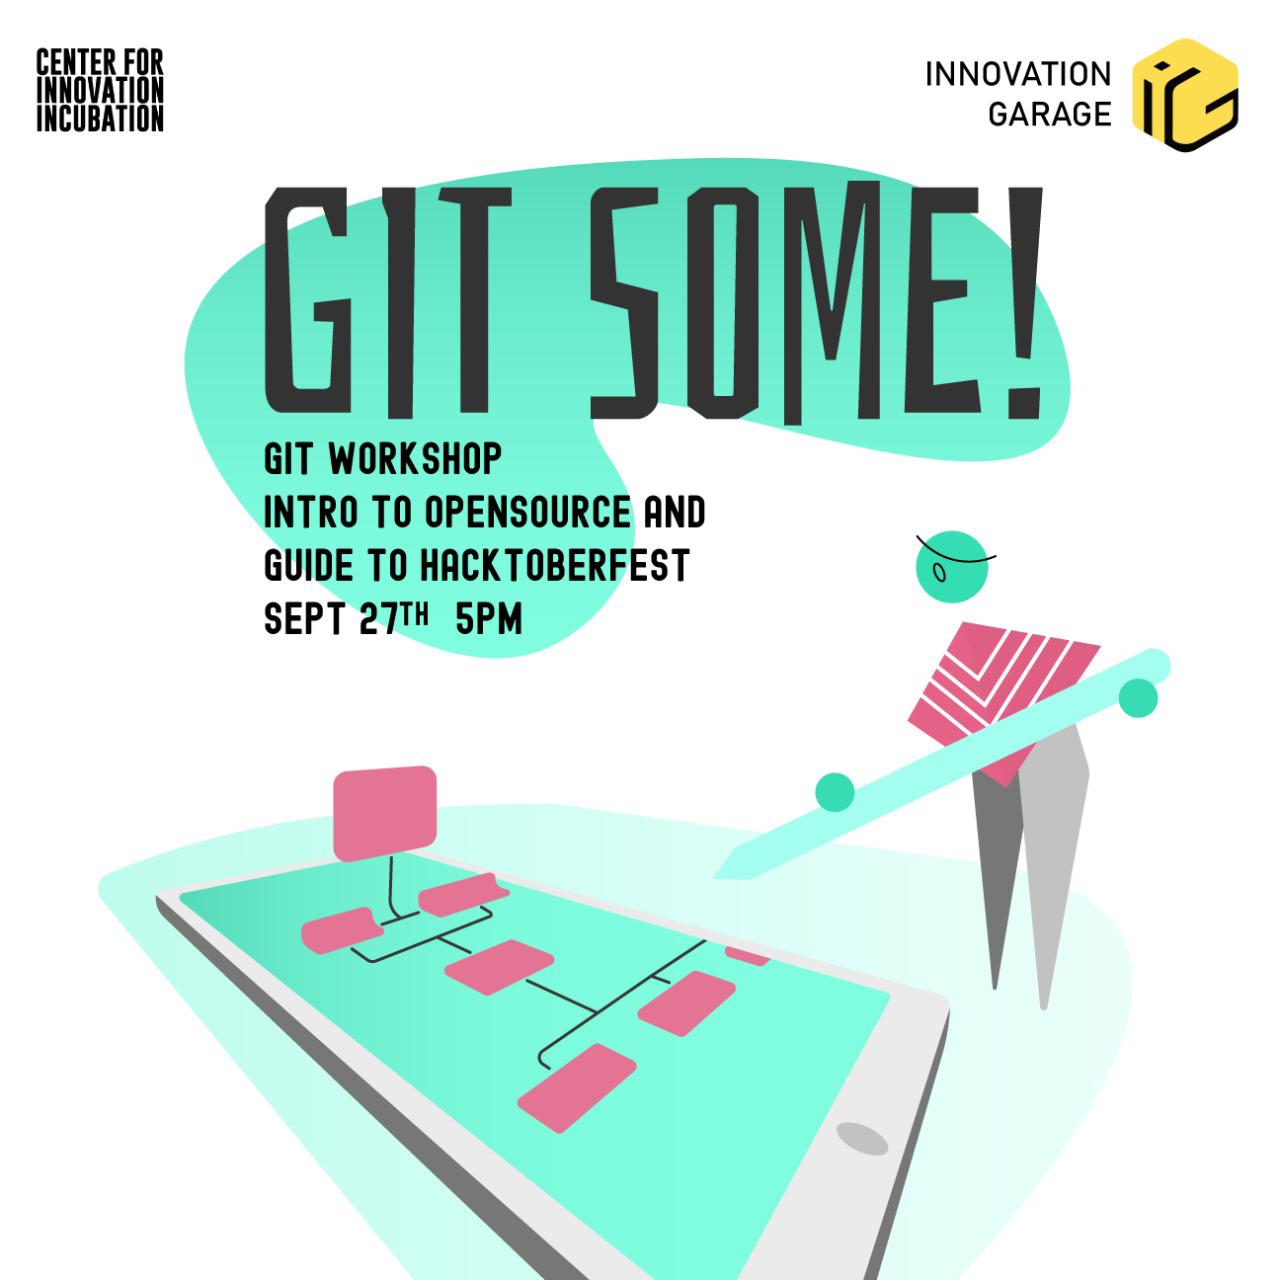 CENTER FOR
INNOVATION
INCUBATION
INNOVATION
GARAGE
iG
GIT SOME!
GIT WORKSHOP
INTRO TO OPENSOURCE AND
GUIDE TO HACKTOBERFEST
SEPT 27TH 5PM